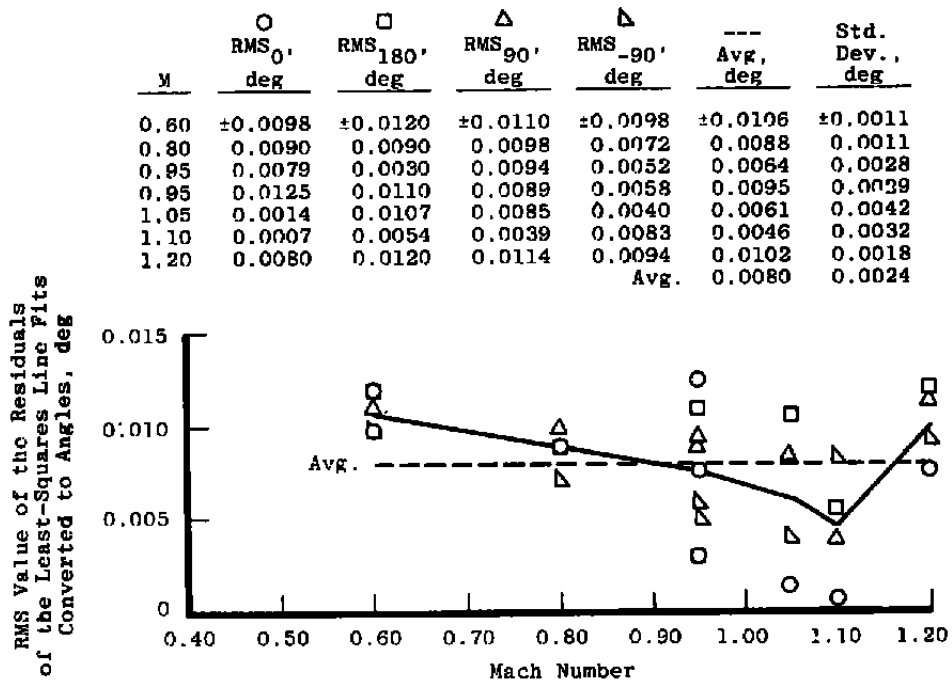 RMS0, deg RMS180, deg RMS90, deg RMS-90, deg --- Avg, deg Std. Dev., deg
M
0.60 ±0.0098 ±0.0120 ±0.0110 ±0.0098 ±0.0106 ±0.0011
0.80 0.0090 0.0090 0.0098 0.0072 0.0088 0.0011
0.95 0.0079 0.0030 0.0094 0.0052 0.0064 0.0028
0.95 0.0125 0.0110 0.0089 0.0058 0.0095 0.0029
1.05 0.0014 0.0107 0.0085 0.0040 0.0061 0.0042
1.10 0.0007 0.0054 0.0039 0.0083 0.0046 0.0032
1.20 0.0080 0.0120 0.0114 0.0094 0.0102 0.0018
Avg. 0.0080 0.0024
RMS Value of the Residuals
of the Least-Squares Line Fits
Converted to Angles, deg
0.015
0.010
Avg.
0.005
0
0.40 0.50 0.60 0.70 0.80 0.90 1.00 1.10 1.20
Mach Number